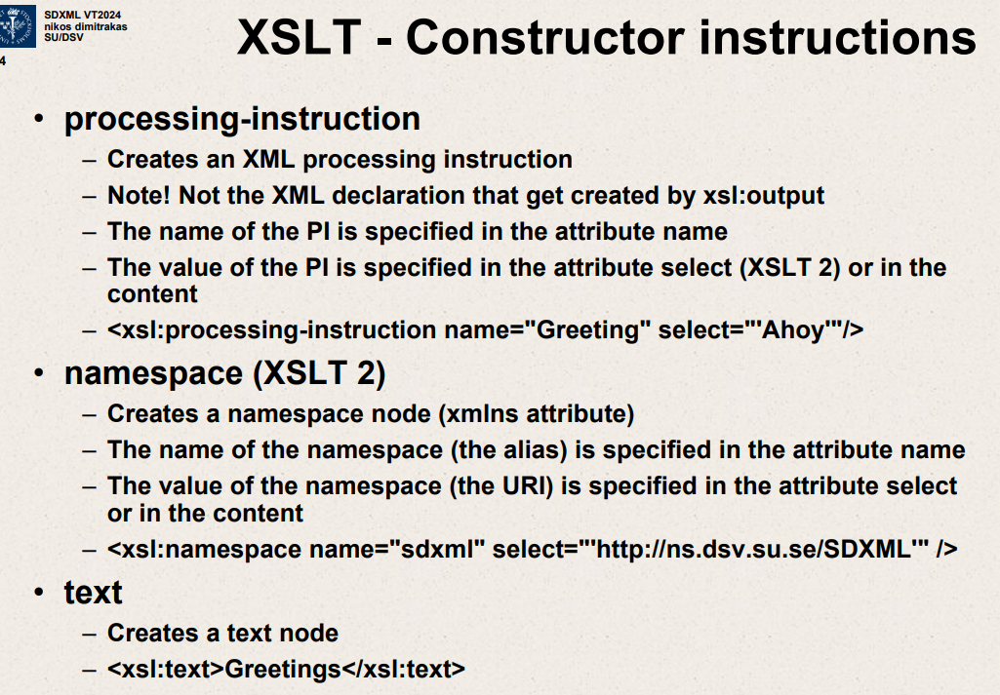 SDXML VT2024
nikos dimitrakas
SU/DSV
4
XSLT - Constructor instructions
• processing-instruction
– Creates an XML processing instruction
– Note! Not the XML declaration that get created by xsl:output
– The name of the PI is specified in the attribute name
– The value of the PI is specified in the attribute select (XSLT 2) or in the
content
– <xsl:processing-instruction name="Greeting" select="'Ahoy'"/>
• namespace (XSLT 2)
– Creates a namespace node (xmlns attribute)
– The name of the namespace (the alias) is specified in the attribute name
– The value of the namespace (the URI) is specified in the attribute select
or in the content
– <xsl:namespace name="sdxml" select="'http://ns.dsv.su.se/SDXML'" />
• text
– Creates a text node
– <xsl:text>Greetings</xsl:text>